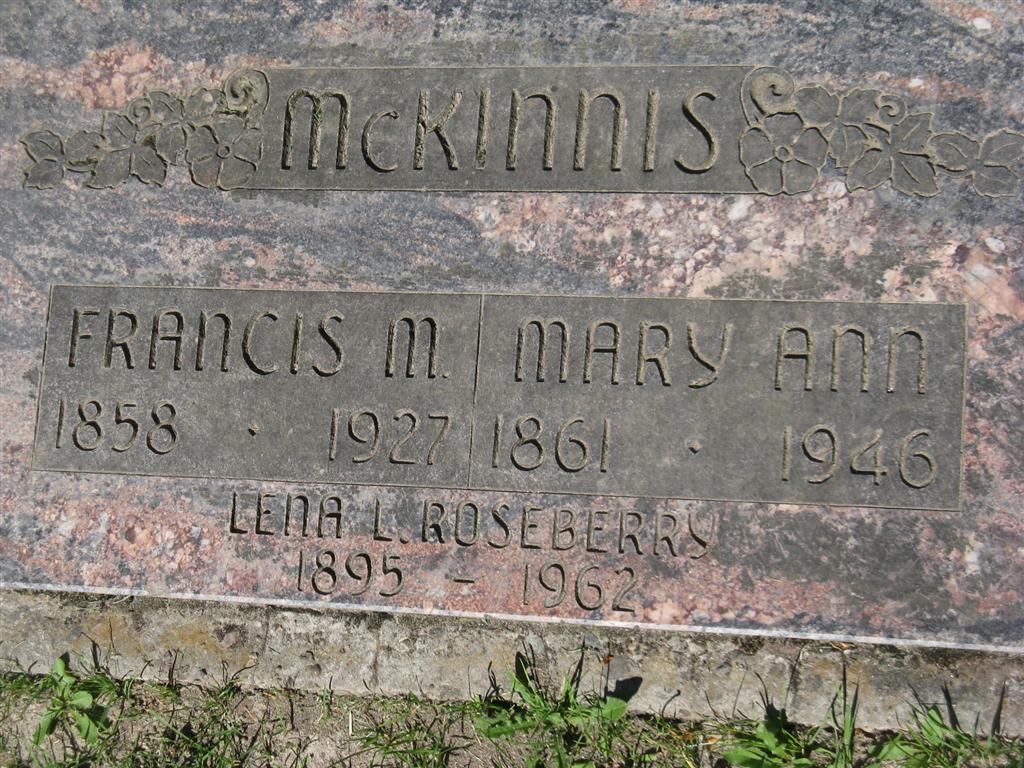 McKINNIS
FRANCIS M. MARY ANN
1858 · 1927 1861 · 1946
LENA L. ROSEBERRY
1895 – 1962